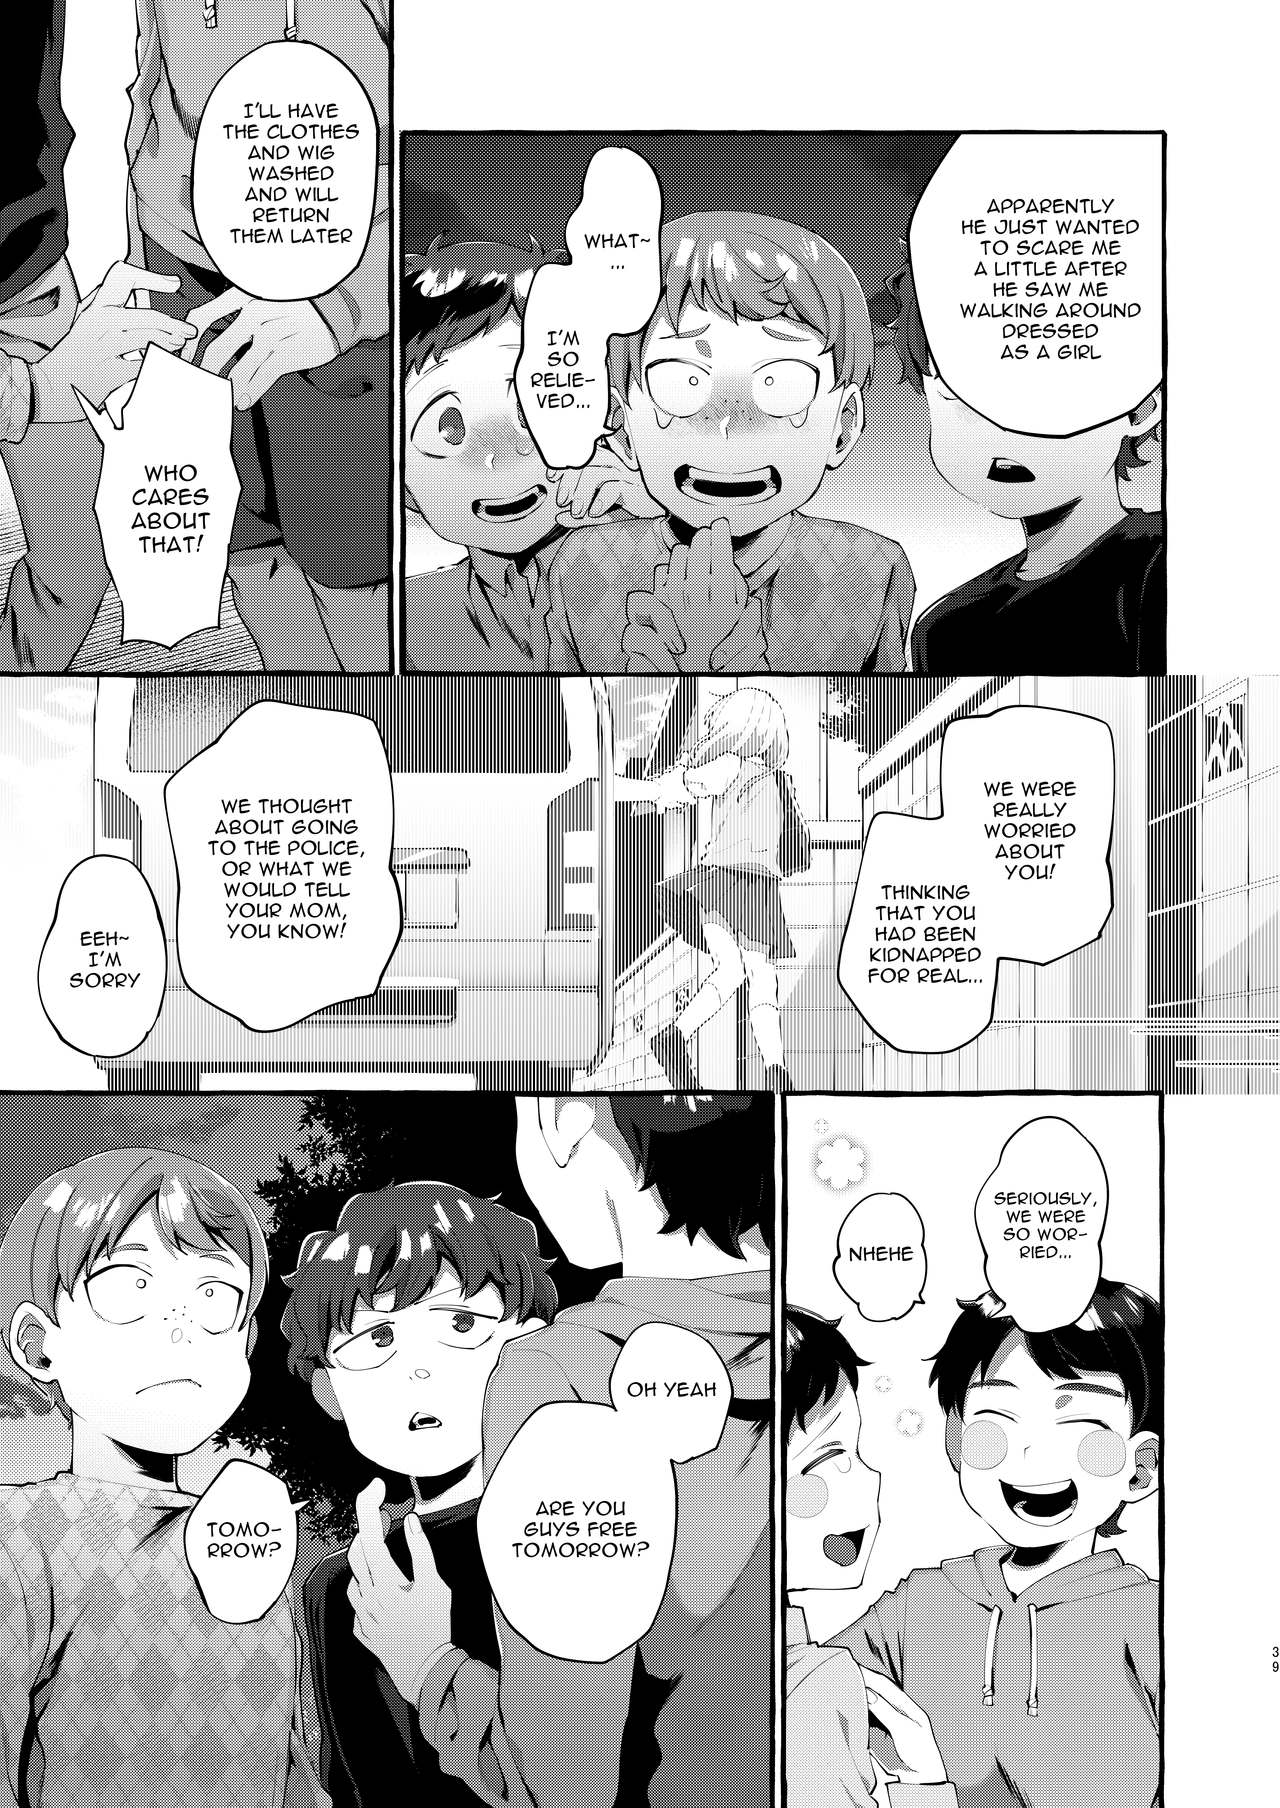 APPARENTLY
HE JUST WANTED
TO SCARE ME
A LITTLE AFTER
HE SAW ME
WALKING AROUND
DRESSED
AS A GIRL
WHAT~
...
I'M
SO
RELIE-
VED...
I'LL HAVE
THE CLOTHES
AND WIG
WASHED
AND WILL
RETURN
THEM LATER
WHO
CARES
ABOUT
THAT!
WE WERE
REALLY
WORRIED
ABOUT
YOU!
THINKING
THAT YOU
HAD BEEN
KIDNAPPED
FOR REAL...
WE THOUGHT
ABOUT GOING
TO THE POLICE,
OR WHAT WE
WOULD TELL
YOUR MOM,
YOU KNOW!
EEH~
I'M
SORRY
SERIOUSLY,
WE WERE
SO WOR-
RIED...
NHEHE
OH YEAH
ARE YOU
GUYS FREE
TOMORROW?
TOMO-
RROW?
39